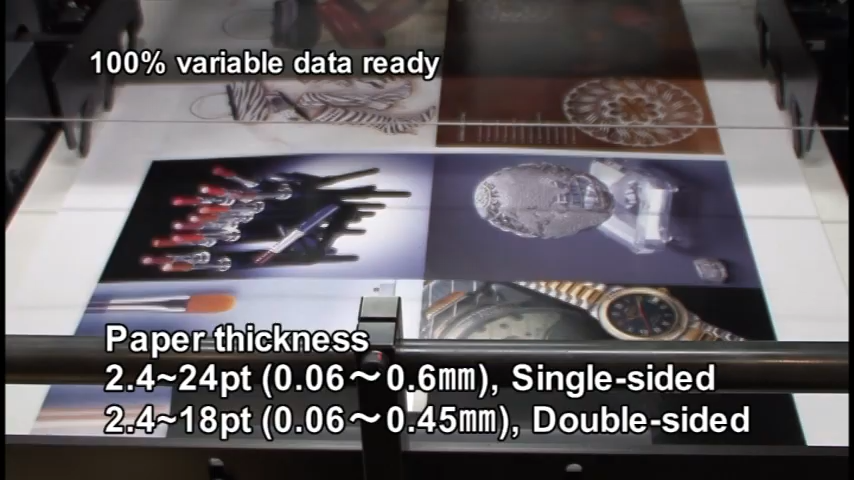 100% variable data ready
Paper thickness
2.4~24pt (0.06～0.6㎜), Single-sided
2.4~18pt (0.06～0.45㎜), Double-sided